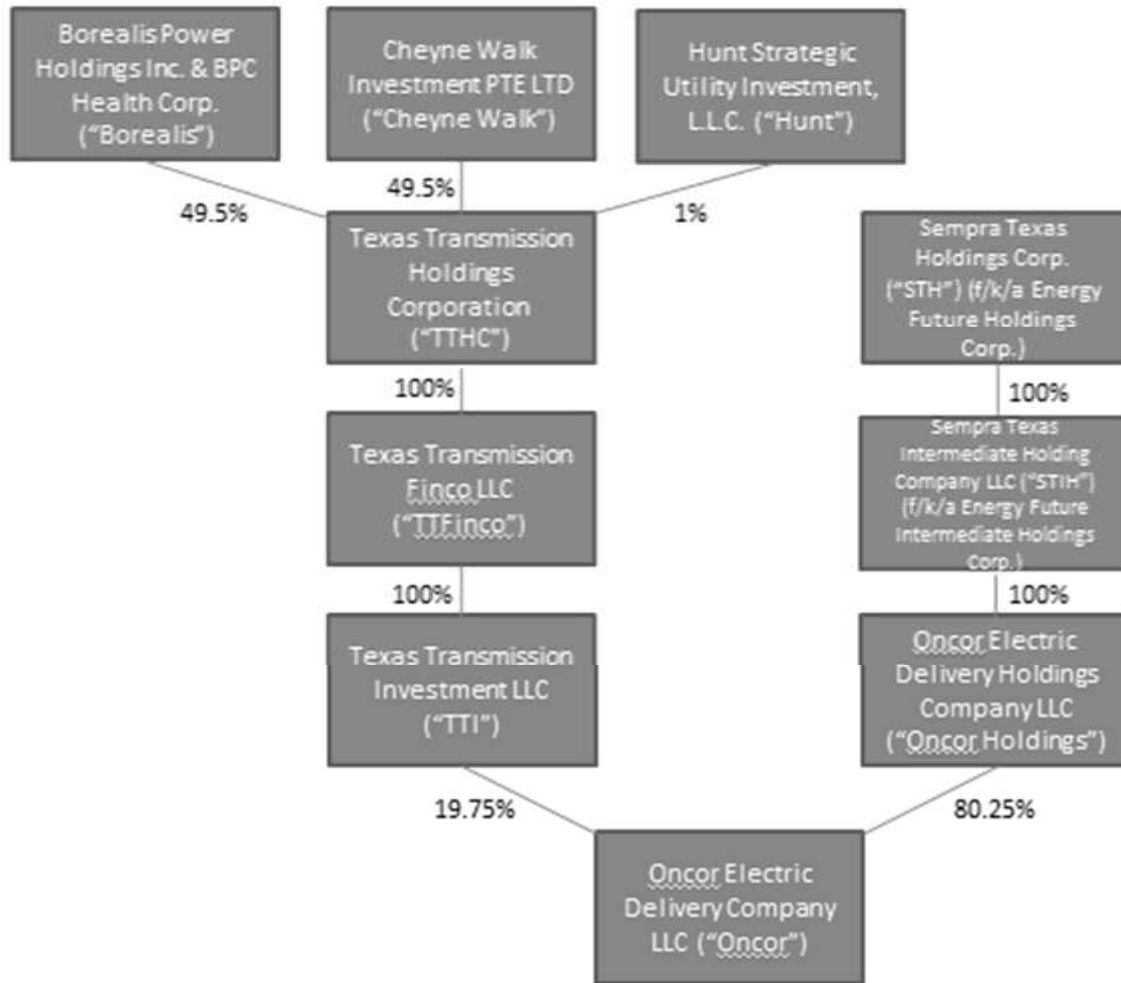 Borealis Power
Holdings Inc. & BPC
Health Corp.
("Borealis")
Cheyne Walk
Investment PTE LTD
("Cheyne Walk")
Hunt Strategic
Utility Investment,
L.L.C. ("Hunt")
49.5%
49.5%
1%
Texas Transmission
Holdings
Corporation
("TTHC")
Sempra Texas
Holdings Corp.
("STH") (f/k/a Energy
Future Holdings
Corp.)
100%
100%
Texas Transmission
Finco LLC
("TTFinco")
Sempra Texas
Intermediate Holding
Company LLC ("STIH")
(f/k/a Energy Future
Intermediate Holdings
Corp.)
100%
100%
Texas Transmission
Investment LLC
("TTI")
Oncor Electric
Delivery Holdings
Company LLC
("Oncor Holdings")
19.75%
80.25%
Oncor Electric
Delivery Company
LLC ("Oncor")